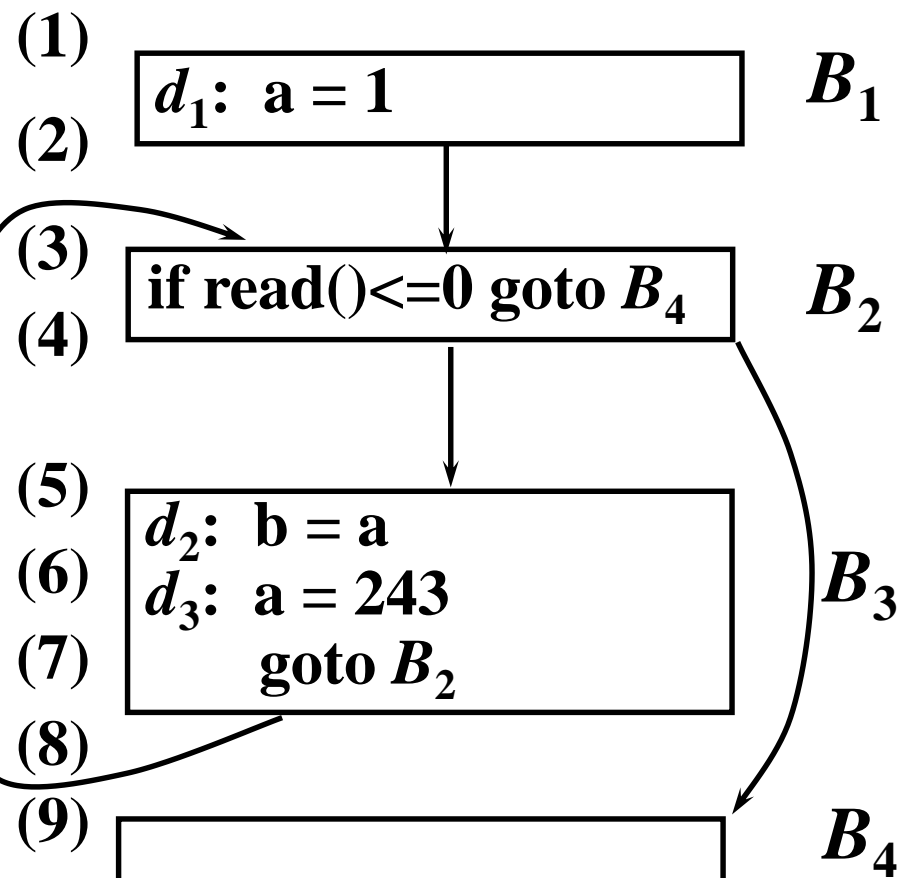 (1)
d₁: a = 1
B₁
(2)
(3)
if read()<=0 goto B₄
B₂
(4)
(5)
d₂: b = a
(6)
d₃: a = 243
B₃
(7)
goto B₂
(8)
(9)
B₄